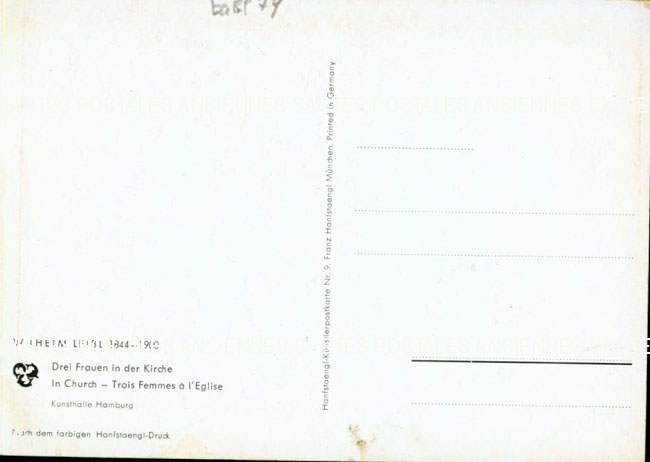 WILHELM LEIBL 1844-1900
Drei Frauen in der Kirche
In Church – Trois Femmes à l'Eglise
Kunsthalle Hamburg
Nach dem farbigen Hanfstaengl-Druck
Hanfstaengl-Künstlerpostkarte Nr. 9. Franz Hanfstaengl München. Printed in Germany
CARTES POSTALES ANCIENNES CARTES POSTALES ANCIENNES
ANCIENNES CARTES POSTALES ANCIENNES